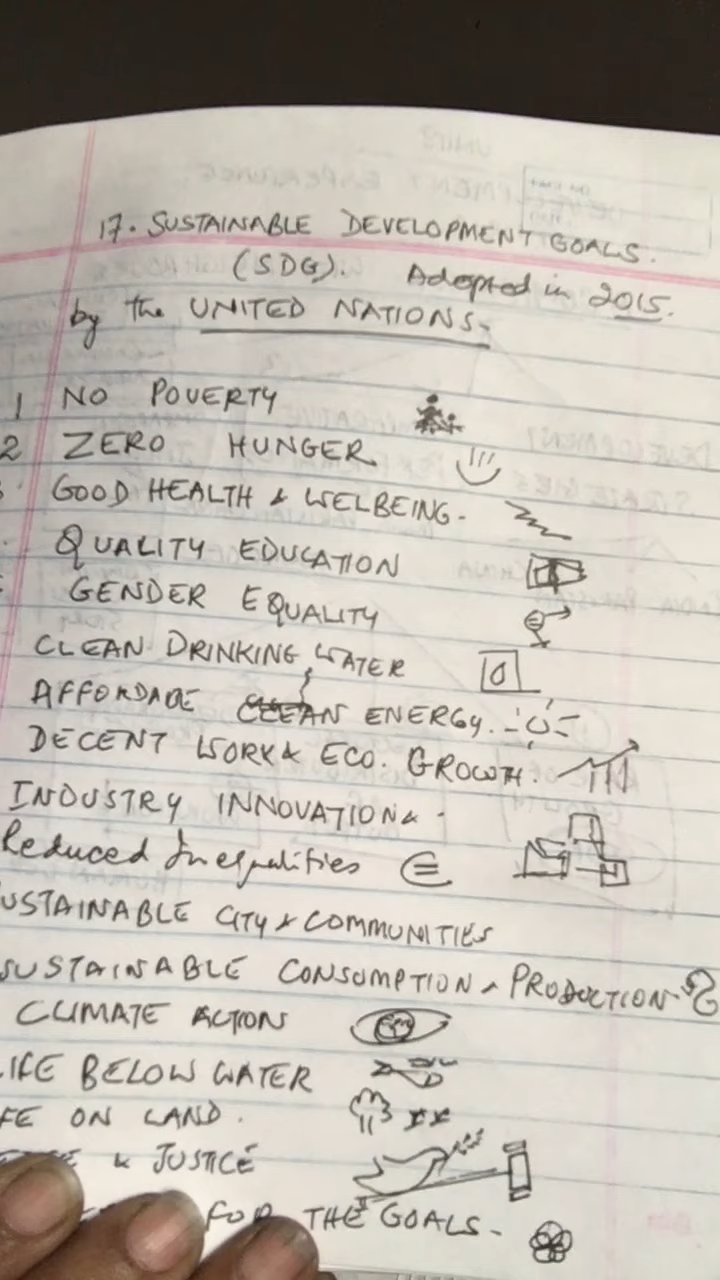 17. SUSTAINABLE DEVELOPMENT GOALS.
(SDG). Adopted in 2015.
by the UNITED NATIONS.
1 NO POVERTY
2 ZERO HUNGER
GOOD HEALTH & WELBEING.
QUALITY EDUCATION
GENDER EQUALITY
CLEAN DRINKING WATER
AFFORDABE CLEAN ENERGY.
DECENT WORK & ECO. GROWTH.
INDUSTRY INNOVATION &
Reduced Inequalities
USTAINABLE CITY & COMMUNITIES
SUSTAINABLE CONSUMPTION & PRODUCTION
CLIMATE ACTION
LIFE BELOW WATER
FE ON LAND.
& JUSTICE
FOR THE GOALS.